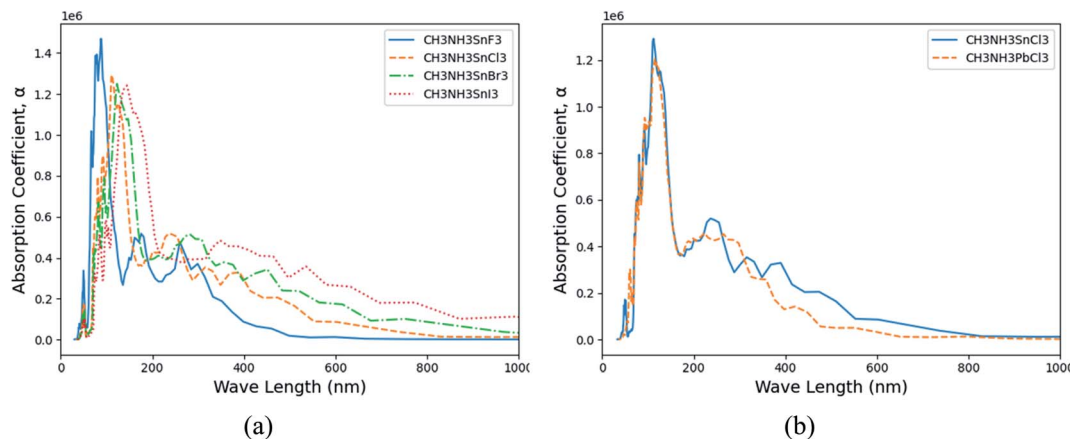 1e6
Absorption Coefficient, α
1.4
1.2
1.0
0.8
0.6
0.4
0.2
0.0
CH3NH3SnF3
CH3NH3SnCl3
CH3NH3SnBr3
CH3NH3SnI3
0 200 400 600 800 1000
Wave Length (nm)
(a)
1e6
Absorption Coefficient, α
1.2
1.0
0.8
0.6
0.4
0.2
0.0
CH3NH3SnCl3
CH3NH3PbCl3
0 200 400 600 800 1000
Wave Length (nm)
(b)